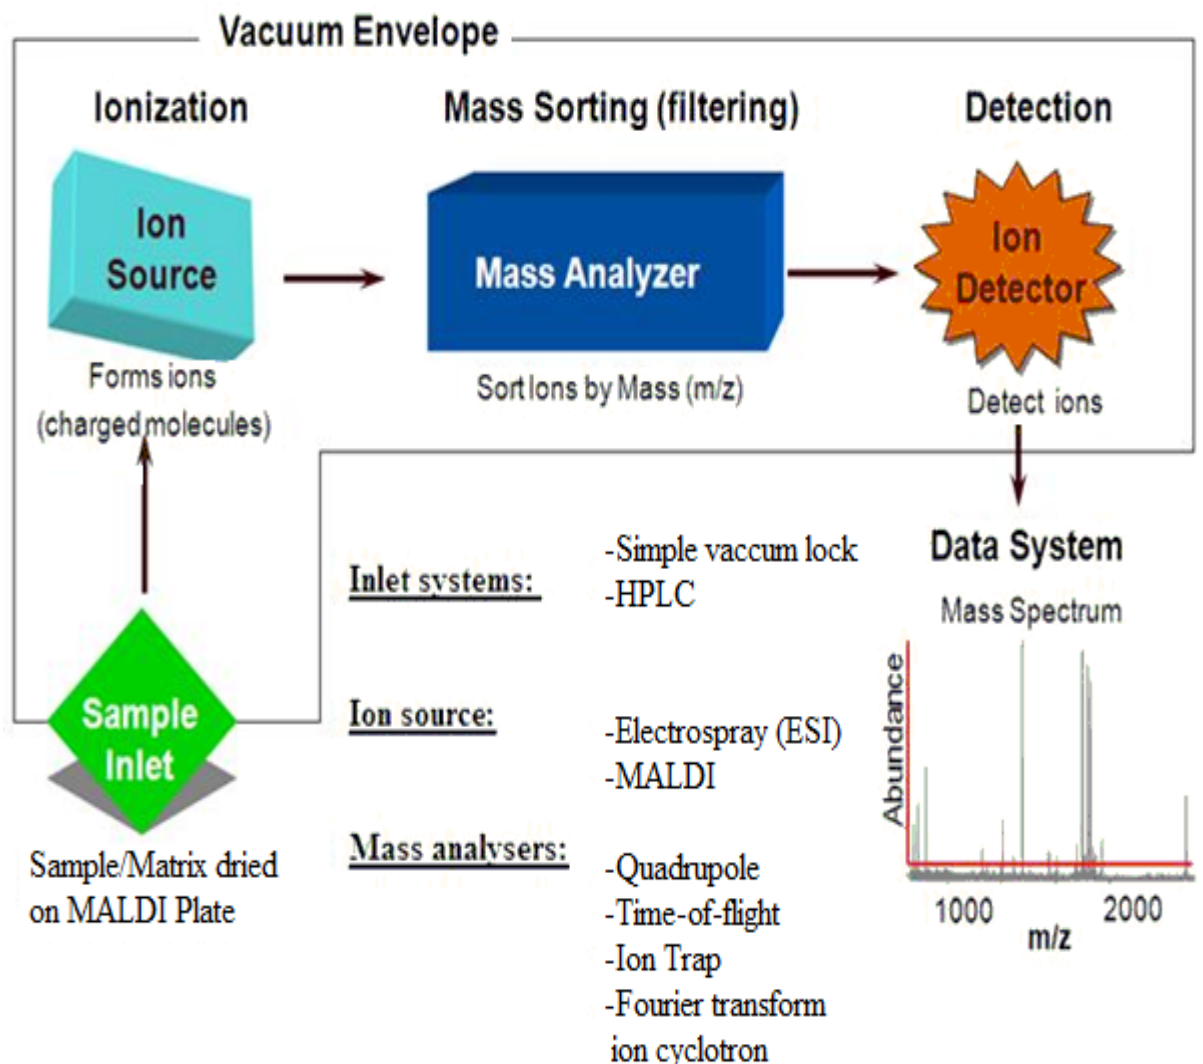 Vacuum Envelope
Ionization
Mass Sorting (filtering)
Detection
Ion
Source
Mass Analyzer
Ion
Detector
Forms ions
(charged molecules)
Sort Ions by Mass (m/z)
Detect ions
Sample
Inlet
Sample/Matrix dried
on MALDI Plate
Inlet systems:
-Simple vaccum lock
-HPLC
Ion source:
-Electrospray (ESI)
-MALDI
Mass analysers:
-Quadrupole
-Time-of-flight
-Ion Trap
-Fourier transform
ion cyclotron
Data System
Mass Spectrum
Abundance
1000
2000
m/z